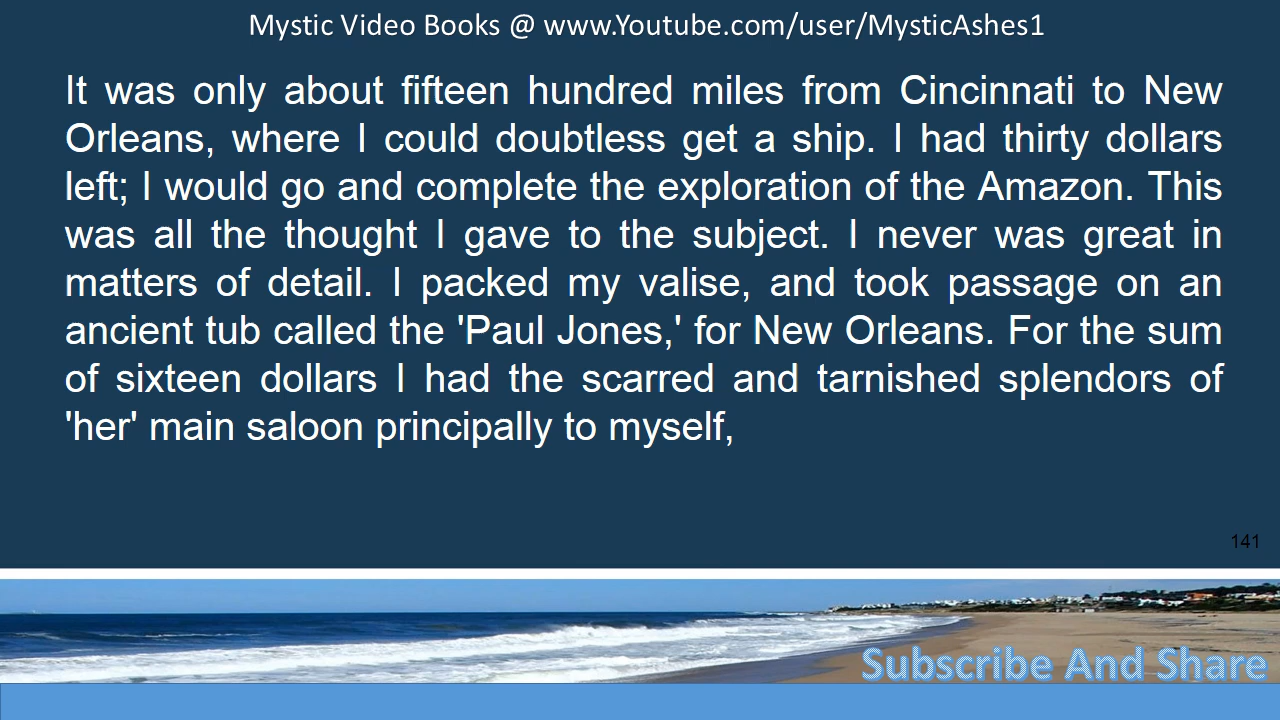 Mystic Video Books @ www.Youtube.com/user/MysticAshes1
It was only about fifteen hundred miles from Cincinnati to New
Orleans, where I could doubtless get a ship. I had thirty dollars
left; I would go and complete the exploration of the Amazon. This
was all the thought I gave to the subject. I never was great in
matters of detail. I packed my valise, and took passage on an
ancient tub called the 'Paul Jones,' for New Orleans. For the sum
of sixteen dollars I had the scarred and tarnished splendors of
'her' main saloon principally to myself,
141
Subscribe And Share